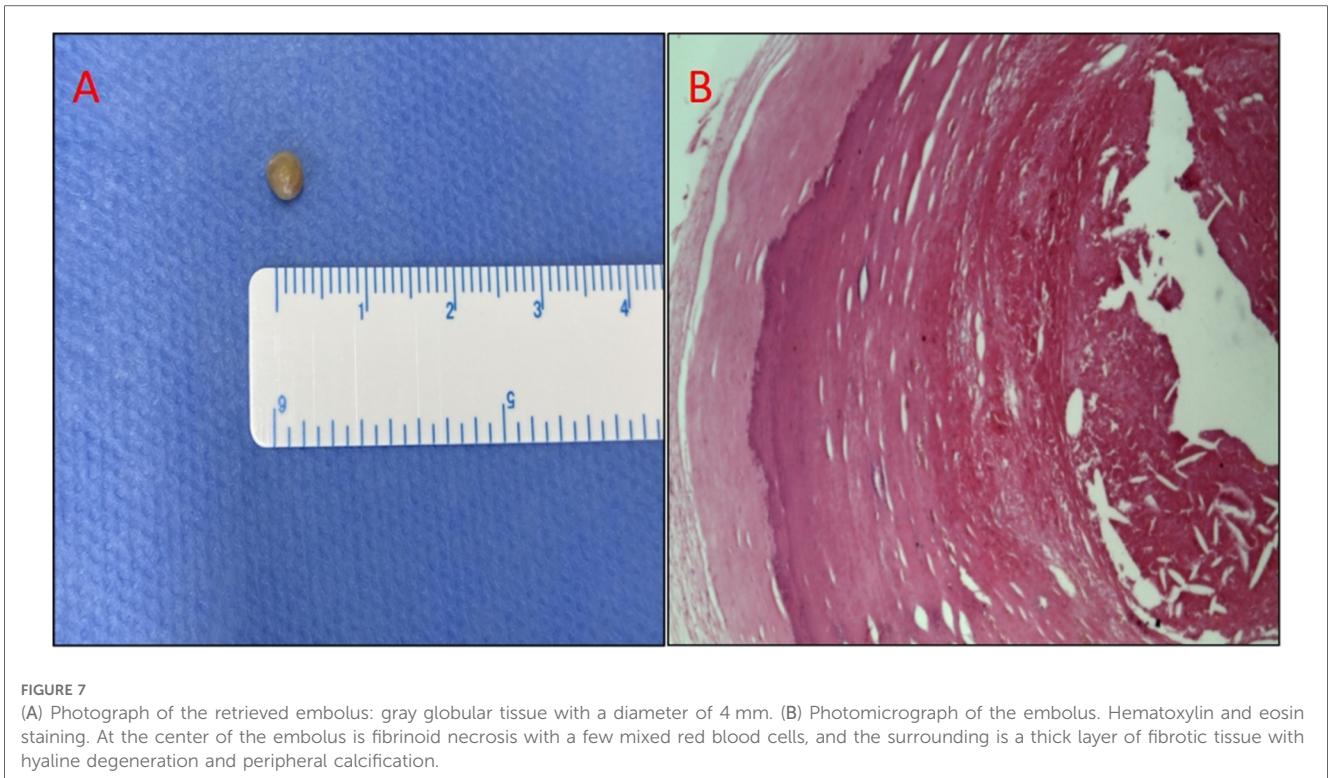 A
B
1 2 3 4
6 5
FIGURE 7
(A) Photograph of the retrieved embolus: gray globular tissue with a diameter of 4 mm. (B) Photomicrograph of the embolus. Hematoxylin and eosin
staining. At the center of the embolus is fibrinoid necrosis with a few mixed red blood cells, and the surrounding is a thick layer of fibrotic tissue with
hyaline degeneration and peripheral calcification.